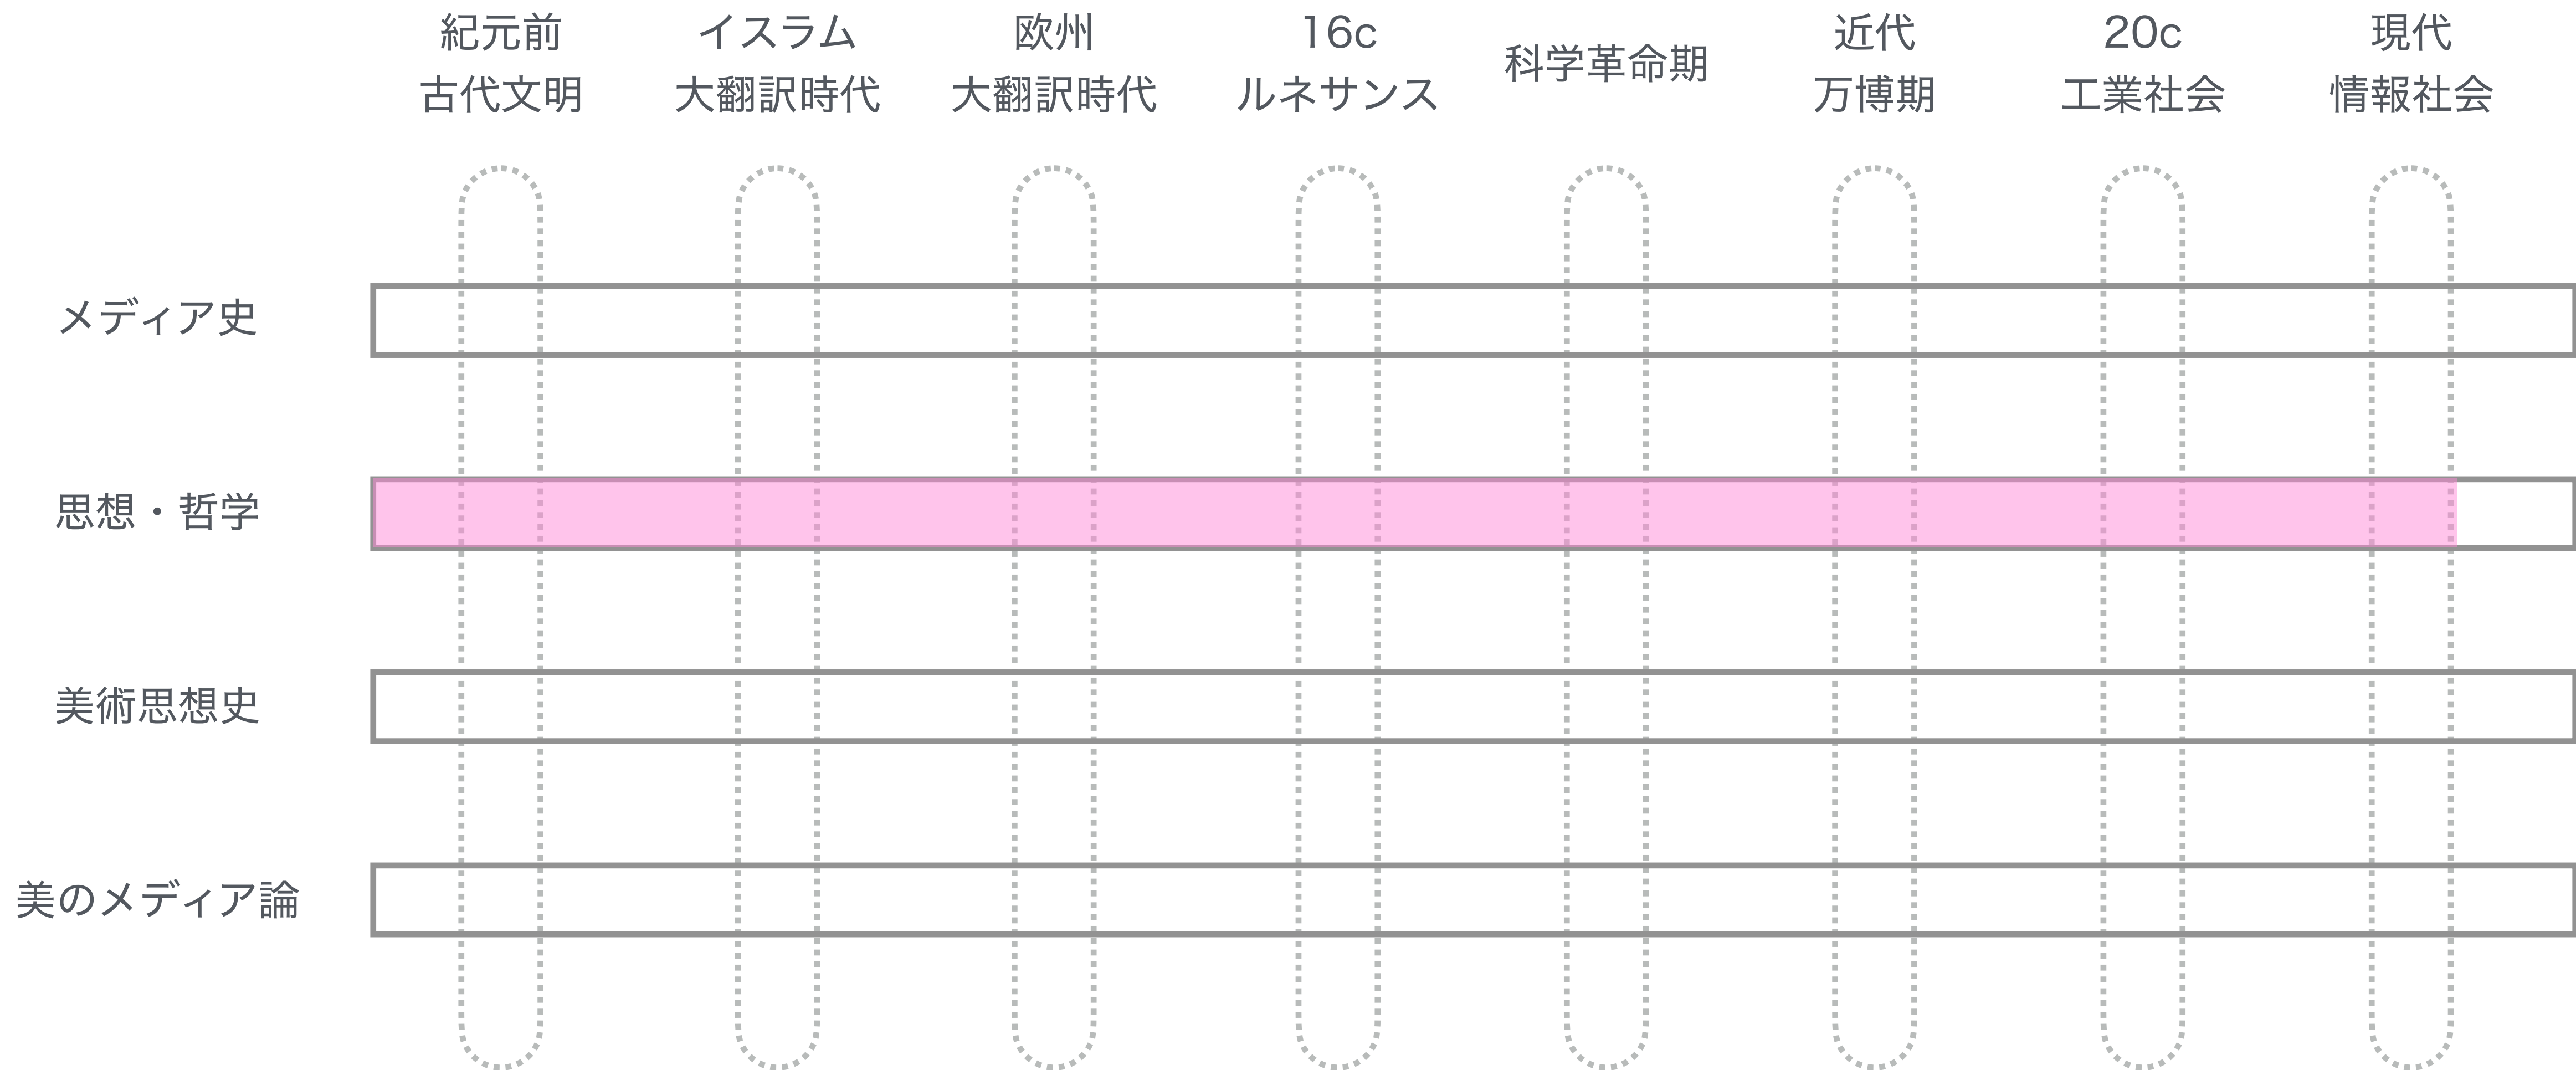 紀元前
古代文明
イスラム
大翻訳時代
欧州
大翻訳時代
16c
ルネサンス
科学革命期
近代
万博期
20c
工業社会
現代
情報社会
メディア史
思想・哲学
美術思想史
美のメディア論